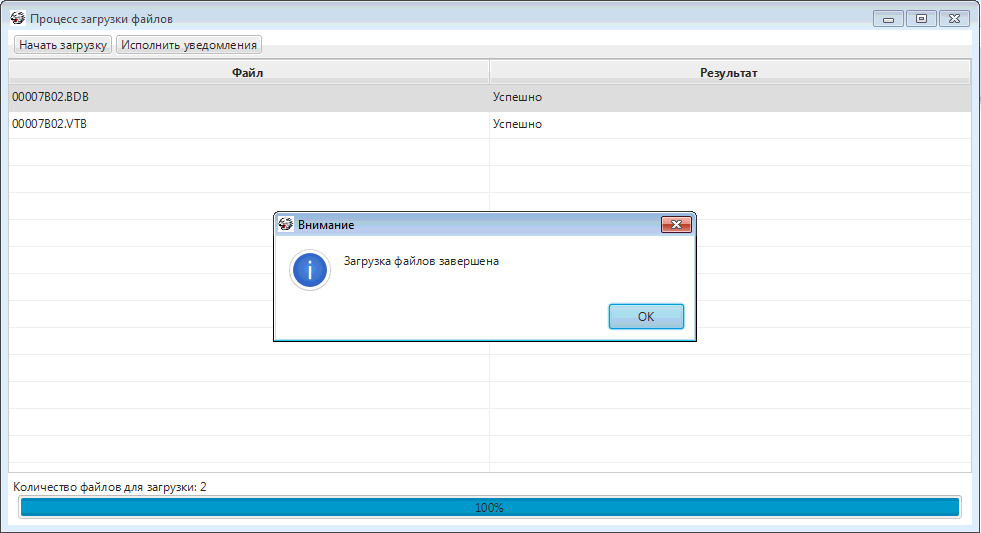 Процесс загрузки файлов
Начать загрузку Исполнить уведомления
Файл Результат
00007B02.BDB Успешно
00007B02.VTB Успешно
Внимание
Загрузка файлов завершена
OK
Количество файлов для загрузки: 2
100%